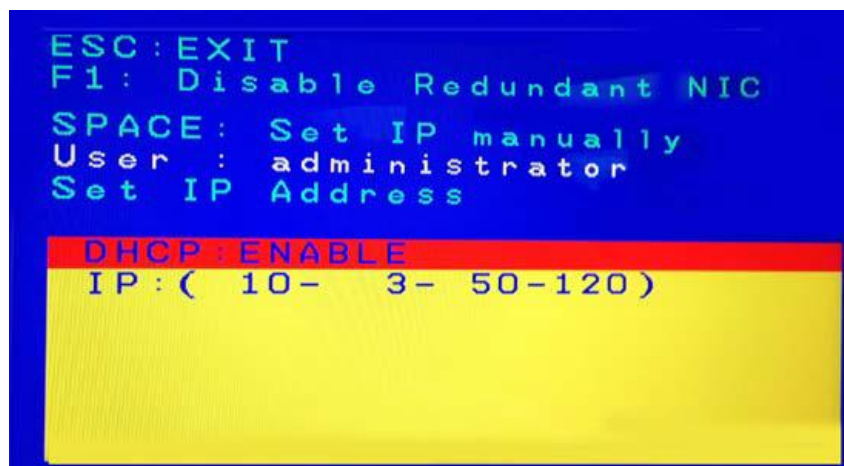 ESC:EXIT
F1: Disable Redundant NIC
SPACE: Set IP manually
User : administrator
Set IP Address
DHCP:ENABLE
IP:( 10- 3- 50-120)